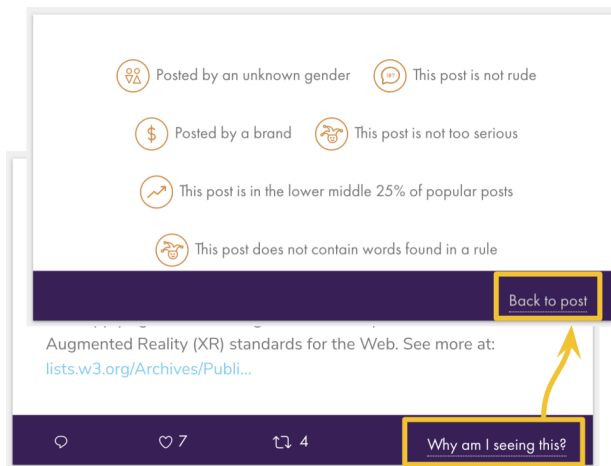 Posted by an unknown gender
This post is not rude
Posted by a brand
This post is not too serious
This post is in the lower middle 25% of popular posts
This post does not contain words found in a rule
Back to post
Augmented Reality (XR) standards for the Web. See more at:
lists.w3.org/Archives/Publi...
7
4
Why am I seeing this?